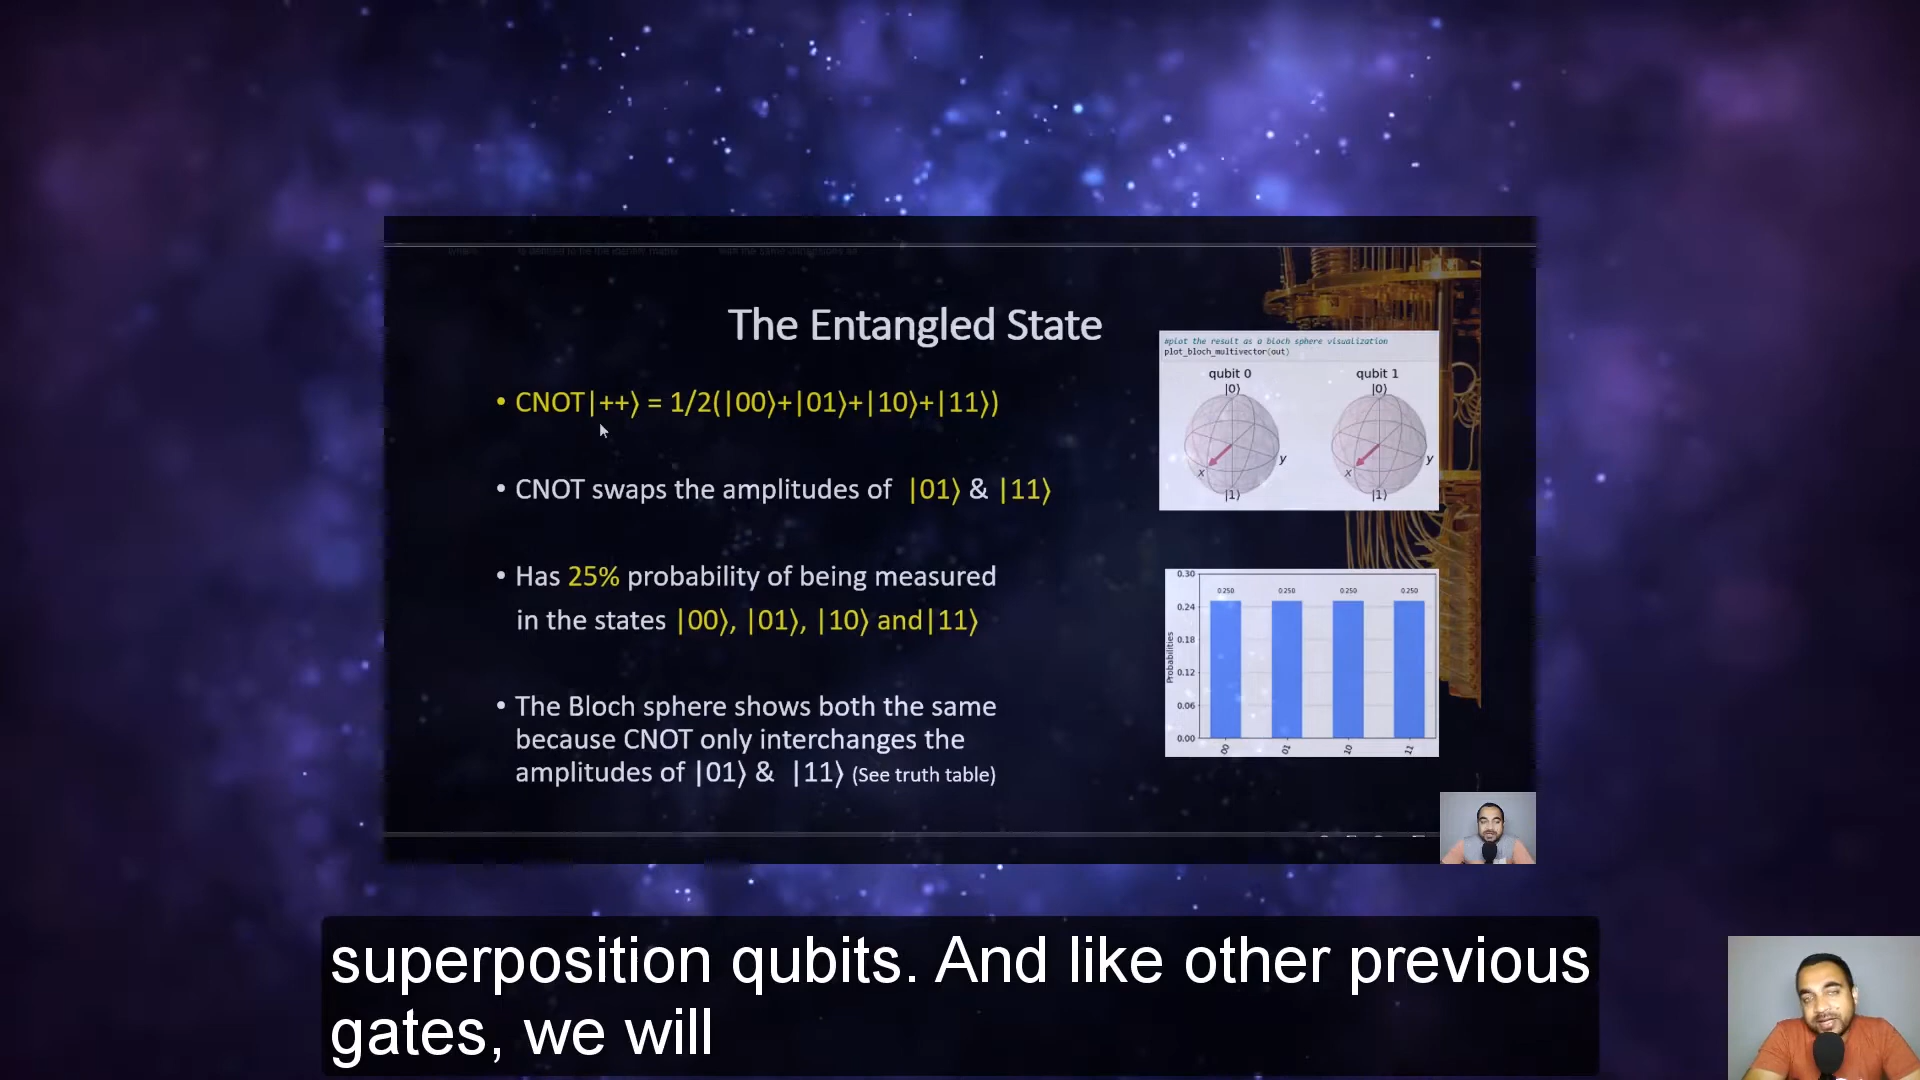 The Entangled State
• CNOT|++⟩ = 1/2(|00⟩+|01⟩+|10⟩+|11⟩)
• CNOT swaps the amplitudes of |01⟩ & |11⟩
• Has 25% probability of being measured
in the states |00⟩, |01⟩, |10⟩ and|11⟩
• The Bloch sphere shows both the same
because CNOT only interchanges the
amplitudes of |01⟩ & |11⟩ (See truth table)
#plot the result as a bloch sphere visualization
plot_bloch_multivector(out)
qubit 0 qubit 1
|0⟩ |0⟩
x y x y
|1⟩ |1⟩
Probabilities
0.30
0.24
0.18
0.12
0.06
0.00
0.250 0.250 0.250 0.250
00 01 10 11
superposition qubits. And like other previous
gates, we will